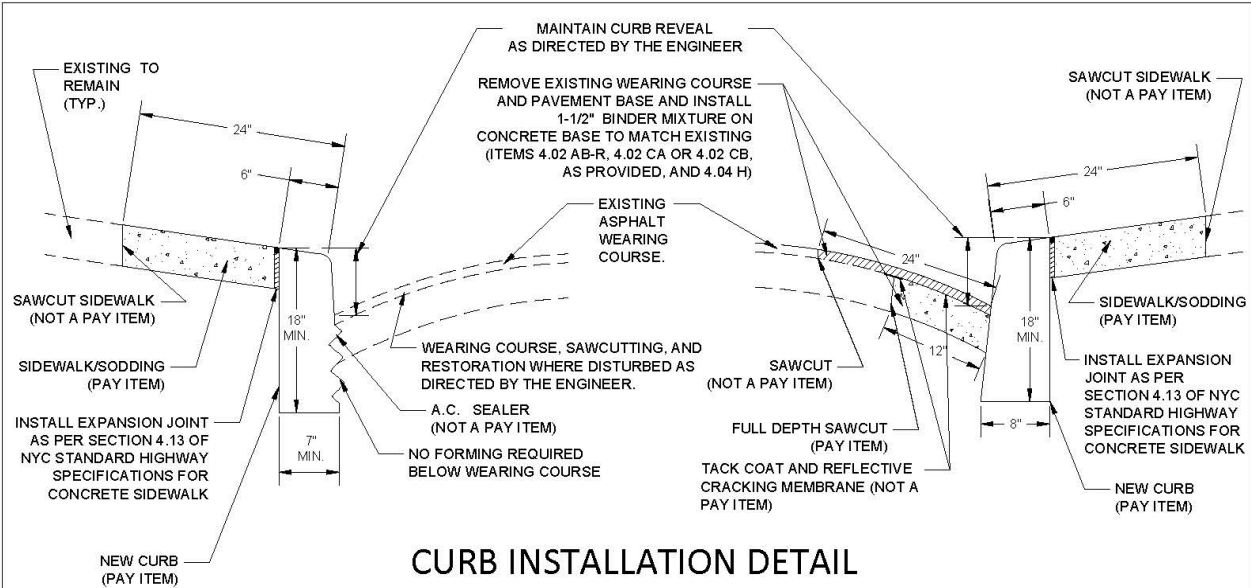 MAINTAIN CURB REVEAL
AS DIRECTED BY THE ENGINEER
EXISTING TO
REMAIN
(TYP.)
24"
6"
REMOVE EXISTING WEARING COURSE
AND PAVEMENT BASE AND INSTALL
1-1/2" BINDER MIXTURE ON
CONCRETE BASE TO MATCH EXISTING
(ITEMS 4.02 AB-R, 4.02 CA OR 4.02 CB,
AS PROVIDED, AND 4.04 H)
SAWCUT SIDEWALK
(NOT A PAY ITEM)
24"
6"
EXISTING
ASPHALT
WEARING
COURSE.
24"
12"
SAWCUT SIDEWALK
(NOT A PAY ITEM)
SIDEWALK/SODDING
(PAY ITEM)
INSTALL EXPANSION JOINT
AS PER SECTION 4.13 OF
NYC STANDARD HIGHWAY
SPECIFICATIONS FOR
CONCRETE SIDEWALK
NEW CURB
(PAY ITEM)
18"
MIN.
7"
MIN.
WEARING COURSE, SAWCUTTING, AND
RESTORATION WHERE DISTURBED AS
DIRECTED BY THE ENGINEER.
A.C. SEALER
(NOT A PAY ITEM)
NO FORMING REQUIRED
BELOW WEARING COURSE
SAWCUT
(NOT A PAY ITEM)
FULL DEPTH SAWCUT
(PAY ITEM)
TACK COAT AND REFLECTIVE
CRACKING MEMBRANE (NOT A
PAY ITEM)
18"
MIN.
8"
SIDEWALK/SODDING
(PAY ITEM)
INSTALL EXPANSION
JOINT AS PER
SECTION 4.13 OF NYC
STANDARD HIGHWAY
SPECIFICATIONS FOR
CONCRETE SIDEWALK
NEW CURB
(PAY ITEM)
CURB INSTALLATION DETAIL